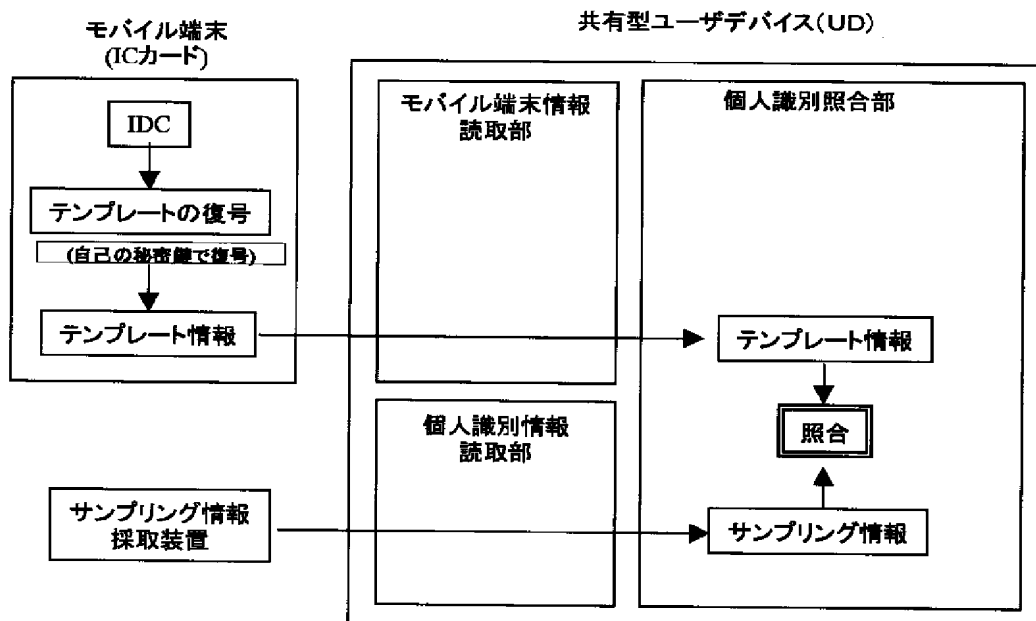 共有型ユーザデバイス(UD)
モバイル端末
(ICカード)
IDC
テンプレートの復号
(自己の秘密鍵で復号)
テンプレート情報
モバイル端末情報
読取部
個人識別照合部
テンプレート情報
照合
個人識別情報
読取部
サンプリング情報
採取装置
サンプリング情報